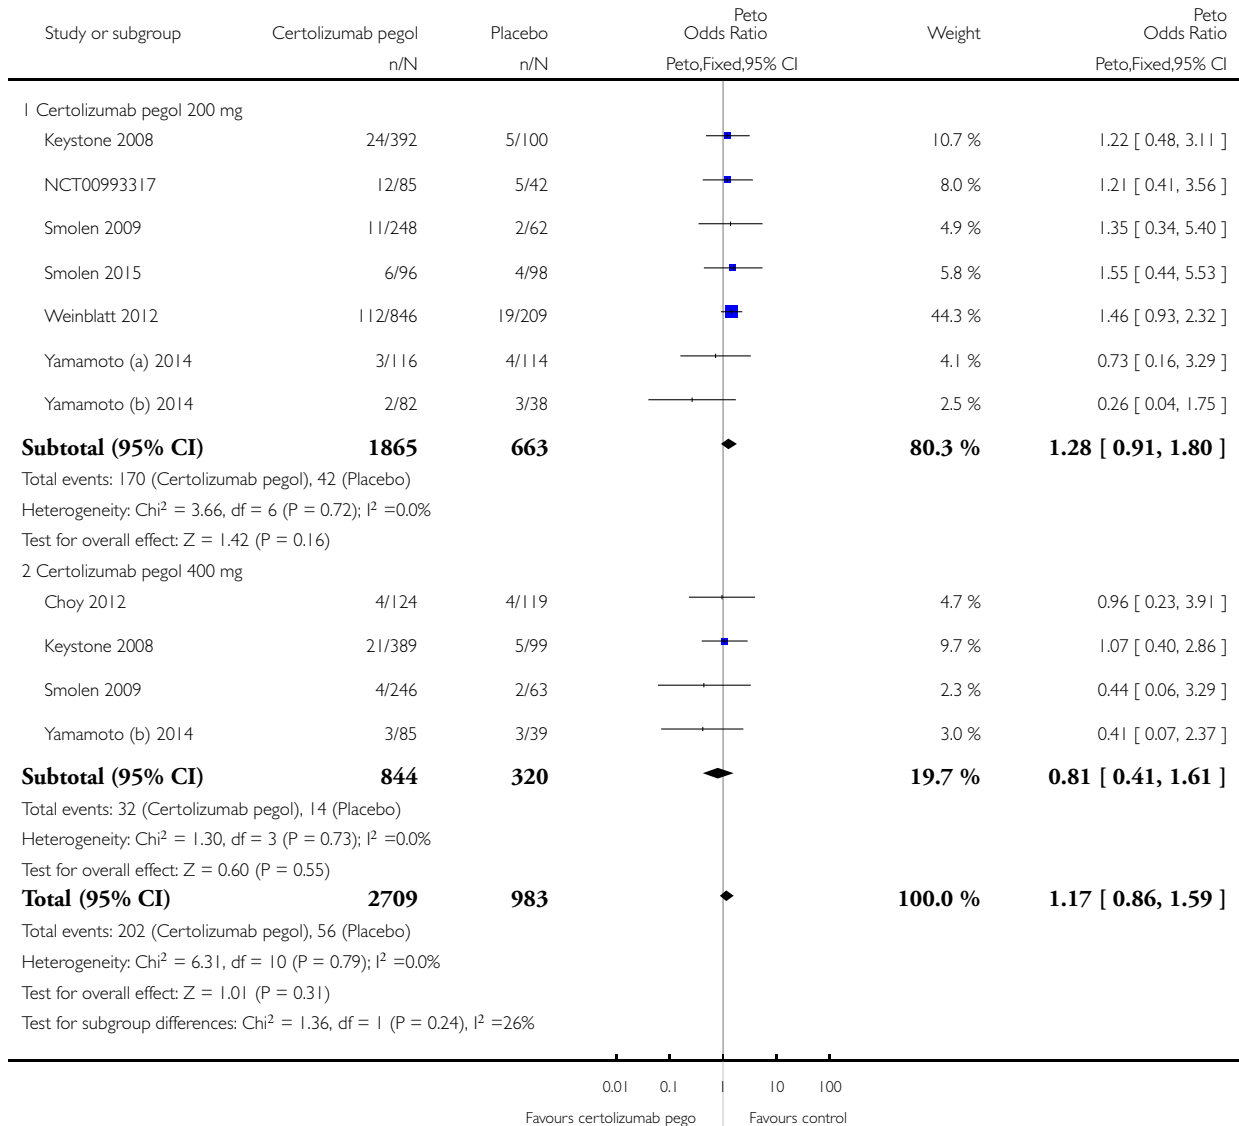 Study or subgroup Certolizumab pegol Placebo Peto Odds Ratio Weight Peto Odds Ratio
n/N n/N Peto,Fixed,95% CI Peto,Fixed,95% CI
1 Certolizumab pegol 200 mg
Keystone 2008 24/392 5/100 10.7 % 1.22 [ 0.48, 3.11 ]
NCT00993317 12/85 5/42 8.0 % 1.21 [ 0.41, 3.56 ]
Smolen 2009 11/248 2/62 4.9 % 1.35 [ 0.34, 5.40 ]
Smolen 2015 6/96 4/98 5.8 % 1.55 [ 0.44, 5.53 ]
Weinblatt 2012 112/846 19/209 44.3 % 1.46 [ 0.93, 2.32 ]
Yamamoto (a) 2014 3/116 4/114 4.1 % 0.73 [ 0.16, 3.29 ]
Yamamoto (b) 2014 2/82 3/38 2.5 % 0.26 [ 0.04, 1.75 ]
Subtotal (95% CI) 1865 663 80.3 % 1.28 [ 0.91, 1.80 ]
Total events: 170 (Certolizumab pegol), 42 (Placebo)
Heterogeneity: Chi² = 3.66, df = 6 (P = 0.72); I² =0.0%
Test for overall effect: Z = 1.42 (P = 0.16)
2 Certolizumab pegol 400 mg
Choy 2012 4/124 4/119 4.7 % 0.96 [ 0.23, 3.91 ]
Keystone 2008 21/389 5/99 9.7 % 1.07 [ 0.40, 2.86 ]
Smolen 2009 4/246 2/63 2.3 % 0.44 [ 0.06, 3.29 ]
Yamamoto (b) 2014 3/85 3/39 3.0 % 0.41 [ 0.07, 2.37 ]
Subtotal (95% CI) 844 320 19.7 % 0.81 [ 0.41, 1.61 ]
Total events: 32 (Certolizumab pegol), 14 (Placebo)
Heterogeneity: Chi² = 1.30, df = 3 (P = 0.73); I² =0.0%
Test for overall effect: Z = 0.60 (P = 0.55)
Total (95% CI) 2709 983 100.0 % 1.17 [ 0.86, 1.59 ]
Total events: 202 (Certolizumab pegol), 56 (Placebo)
Heterogeneity: Chi² = 6.31, df = 10 (P = 0.79); I² =0.0%
Test for overall effect: Z = 1.01 (P = 0.31)
Test for subgroup differences: Chi² = 1.36, df = 1 (P = 0.24), I² =26%
0.01 0.1 1 10 100
Favours certolizumab pego Favours control